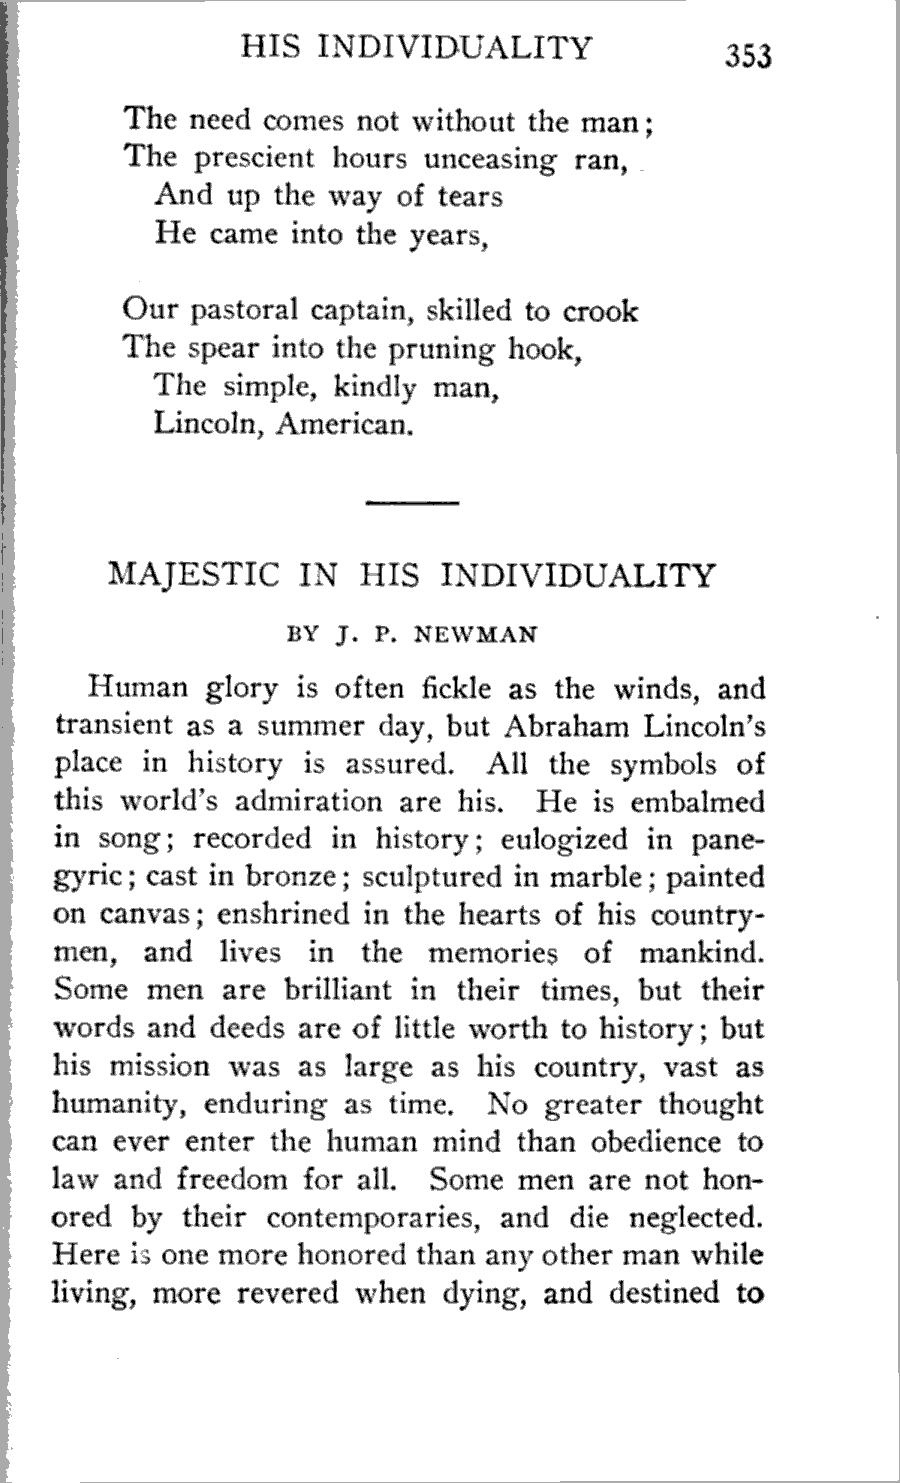 HIS INDIVIDUALITY 353
The need comes not without the man;
The prescient hours unceasing ran,
And up the way of tears
He came into the years,
Our pastoral captain, skilled to crook
The spear into the pruning hook,
The simple, kindly man,
Lincoln, American.
MAJESTIC IN HIS INDIVIDUALITY
BY J. P. NEWMAN
Human glory is often fickle as the winds, and
transient as a summer day, but Abraham Lincoln's
place in history is assured. All the symbols of
this world's admiration are his. He is embalmed
in song; recorded in history; eulogized in pane-
gyric; cast in bronze; sculptured in marble; painted
on canvas; enshrined in the hearts of his country-
men, and lives in the memories of mankind.
Some men are brilliant in their times, but their
words and deeds are of little worth to history; but
his mission was as large as his country, vast as
humanity, enduring as time. No greater thought
can ever enter the human mind than obedience to
law and freedom for all. Some men are not hon-
ored by their contemporaries, and die neglected.
Here is one more honored than any other man while
living, more revered when dying, and destined to